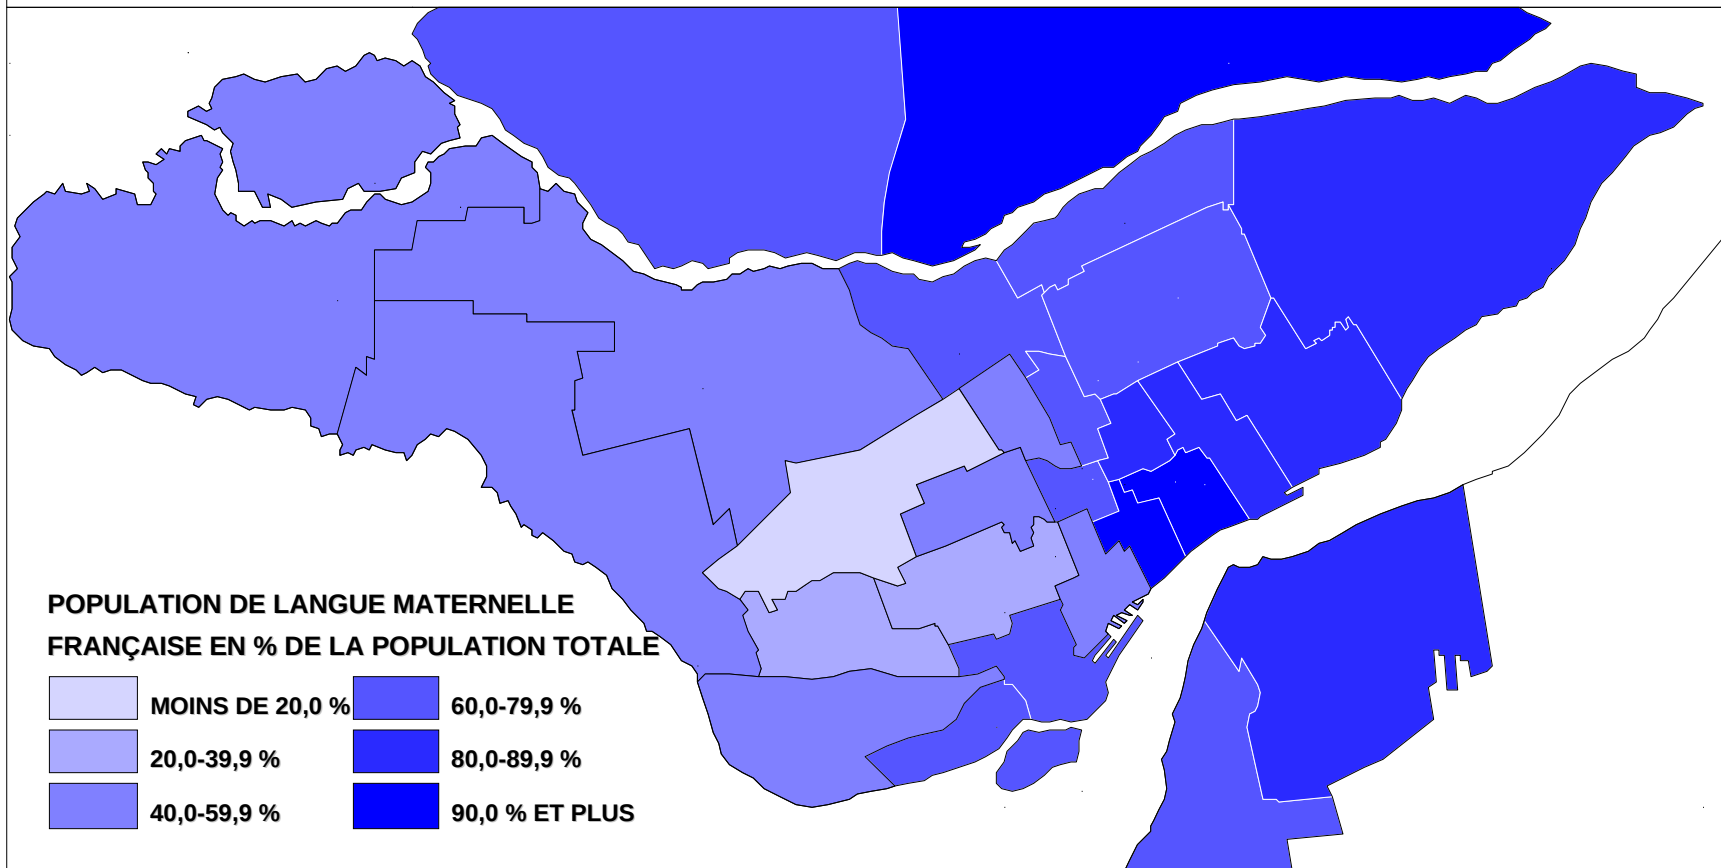 POPULATION DE LANGUE MATERNELLE
FRANÇAISE EN % DE LA POPULATION TOTALE
MOINS DE 20,0 %
20,0-39,9 %
40,0-59,9 %
60,0-79,9 %
80,0-89,9 %
90,0 % ET PLUS